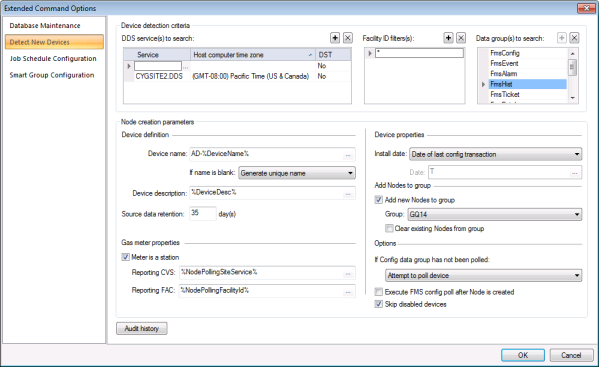 Extended Command Options
Database Maintenance
Detect New Devices
Job Schedule Configuration
Smart Group Configuration
Device detection criteria
DDS service(s) to search:
Service Host computer time zone DST
... No
CYGSITE2.DDS (GMT-08:00) Pacific Time (US & Canada) No
Facility ID filters(s):
*
Data group(s) to search:
FmsConfig
FmsEvent
FmsAlarm
FmsHist
FmsTicket
Node creation parameters
Device definition
Device name: AD-%DeviceName% ...
If name is blank: Generate unique name
Device description: %DeviceDesc% ...
Source data retention: 35 day(s)
Gas meter properties
Meter is a station
Reporting CVS: %NodePollingSiteService% ...
Reporting FAC: %NodePollingFacilityId% ...
Device properties
Install date: Date of last config transaction
Date: T ...
Add Nodes to group
Add new Nodes to group
Group: GQ14
Clear existing Nodes from group
Options
If Config data group has not been polled:
Attempt to poll device
Execute FMS config poll after Node is created
Skip disabled devices
Audit history
OK Cancel